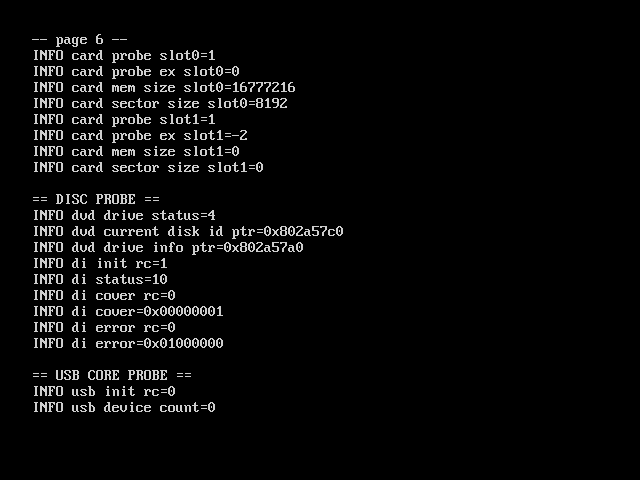 -- page 6 --
INFO card probe slot0=1
INFO card probe ex slot0=0
INFO card mem size slot0=16777216
INFO card sector size slot0=8192
INFO card probe slot1=1
INFO card probe ex slot1=-2
INFO card mem size slot1=0
INFO card sector size slot1=0
== DISC PROBE ==
INFO dvd drive status=4
INFO dvd current disk id ptr=0x802a57c0
INFO dvd drive info ptr=0x802a57a0
INFO di init rc=1
INFO di status=10
INFO di cover rc=0
INFO di cover=0x00000001
INFO di error rc=0
INFO di error=0x01000000
== USB CORE PROBE ==
INFO usb init rc=0
INFO usb device count=0